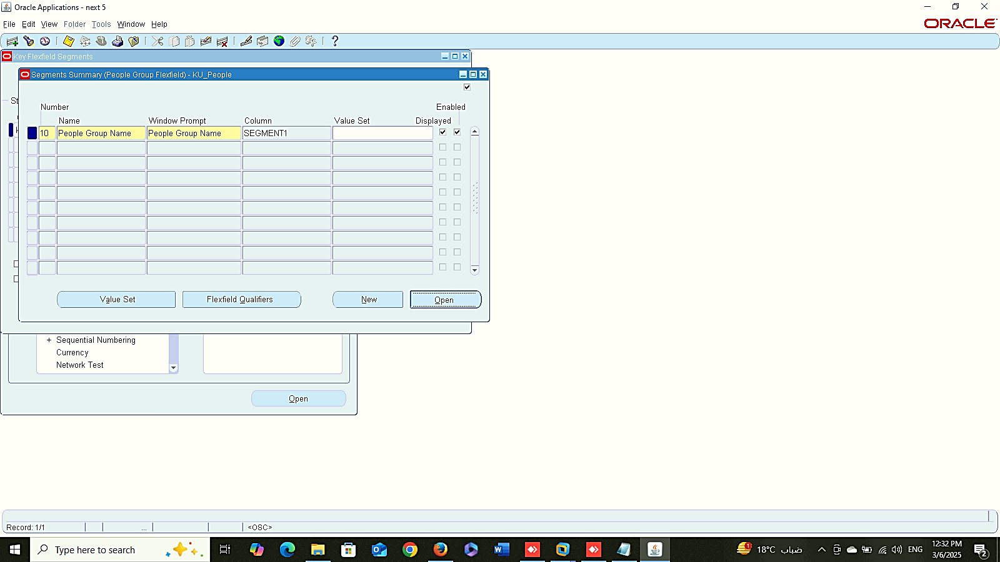 Oracle Applications - next 5
File Edit View Folder Tools Window Help
ORACLE
Key Flexfield Segments
Segments Summary (People Group Flexfield) - KU_People
St
Number
Enabled
Name Window Prompt Column Value Set Displayed
10 People Group Name People Group Name SEGMENT1
Value Set Flexfield Qualifiers New Open
+ Sequential Numbering
Currency
Network Test
Open
Record: 1/1 ... <OSC>
Type here to search
1 18°C ضباب ENG 12:32 PM
3/6/2025
2